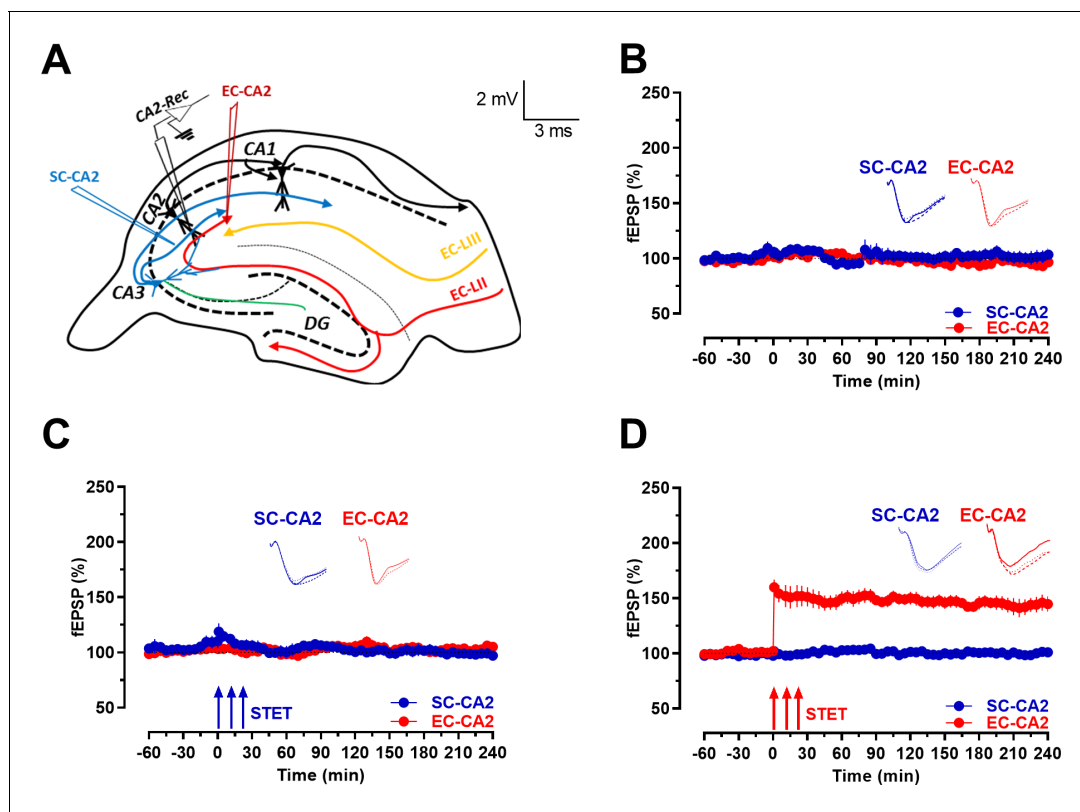 A
CA2-Rec
EC-CA2
2 mV
3 ms
CA1
SC-CA2
CA2
EC-LIII
CA3
EC-LII
DG
B
250
200
150
100
50
fEPSP (%)
SC-CA2 EC-CA2
SC-CA2
EC-CA2
-60 -30 0 30 60 90 120 150 180 210 240
Time (min)
C
250
200
150
100
50
fEPSP (%)
SC-CA2 EC-CA2
STET
SC-CA2
EC-CA2
-60 -30 0 30 60 90 120 150 180 210 240
Time (min)
D
250
200
150
100
50
fEPSP (%)
SC-CA2 EC-CA2
STET
SC-CA2
EC-CA2
-60 -30 0 30 60 90 120 150 180 210 240
Time (min)